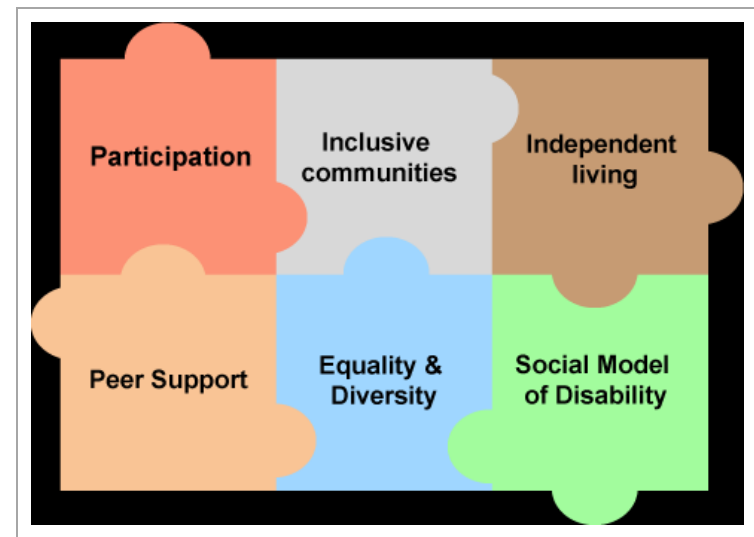 Participation
Inclusive
communities
Independent
living
Peer Support
Equality &
Diversity
Social Model
of Disability